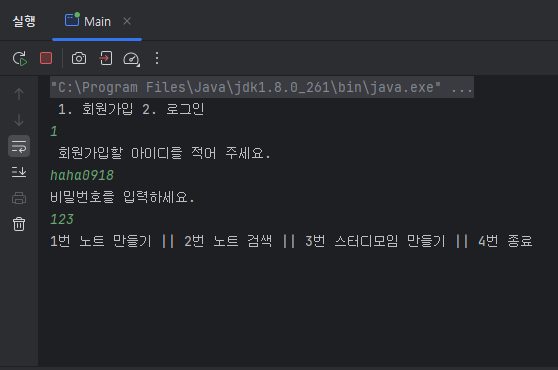 실행
Main
"C:\Program Files\Java\jdk1.8.0_261\bin\java.exe" ...
1. 회원가입 2. 로그인
1
회원가입할 아이디를 적어 주세요.
haha0918
비밀번호를 입력하세요.
123
1번 노트 만들기 || 2번 노트 검색 || 3번 스터디모임 만들기 || 4번 종료